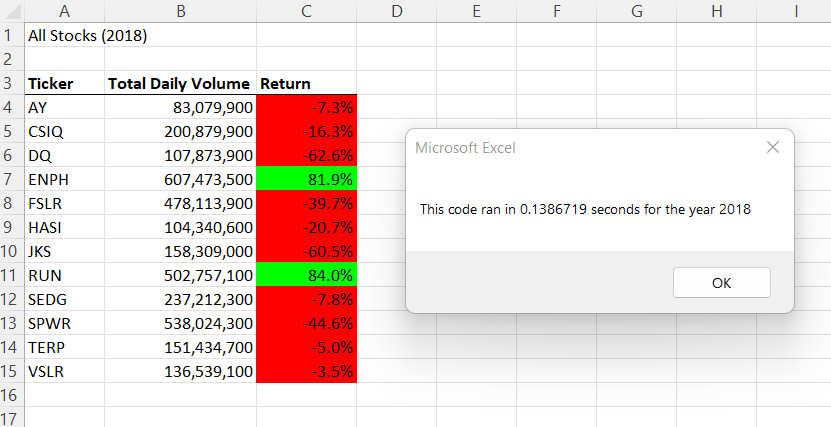 A B C D E F G H I
1 All Stocks (2018)
2
3 Ticker Total Daily Volume Return
4 AY 83,079,900 -7.3%
5 CSIQ 200,879,900 -16.3%
6 DQ 107,873,900 -62.6%
7 ENPH 607,473,500 81.9%
8 FSLR 478,113,900 -39.7%
9 HASI 104,340,600 -20.7%
10 JKS 158,309,000 -60.5%
11 RUN 502,757,100 84.0%
12 SEDG 237,212,300 -7.8%
13 SPWR 538,024,300 -44.6%
14 TERP 151,434,700 -5.0%
15 VSLR 136,539,100 -3.5%
16
17
Microsoft Excel
This code ran in 0.1386719 seconds for the year 2018
OK